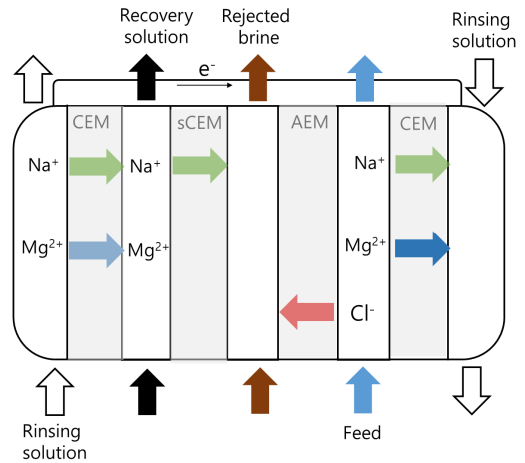 Recovery
solution
Rejected
brine
Rinsing
solution
e⁻
CEM
sCEM
AEM
CEM
Na⁺
Na⁺
Na⁺
Mg²⁺
Mg²⁺
Mg²⁺
Cl⁻
Rinsing
solution
Feed